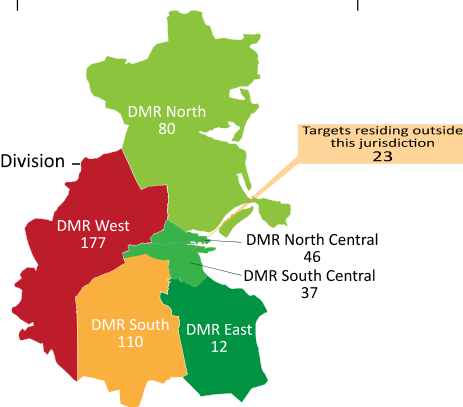 DMR North
80
Targets residing outside
this jurisdiction
23
Division
DMR West
177
DMR North Central
46
DMR South Central
37
DMR South
110
DMR East
12